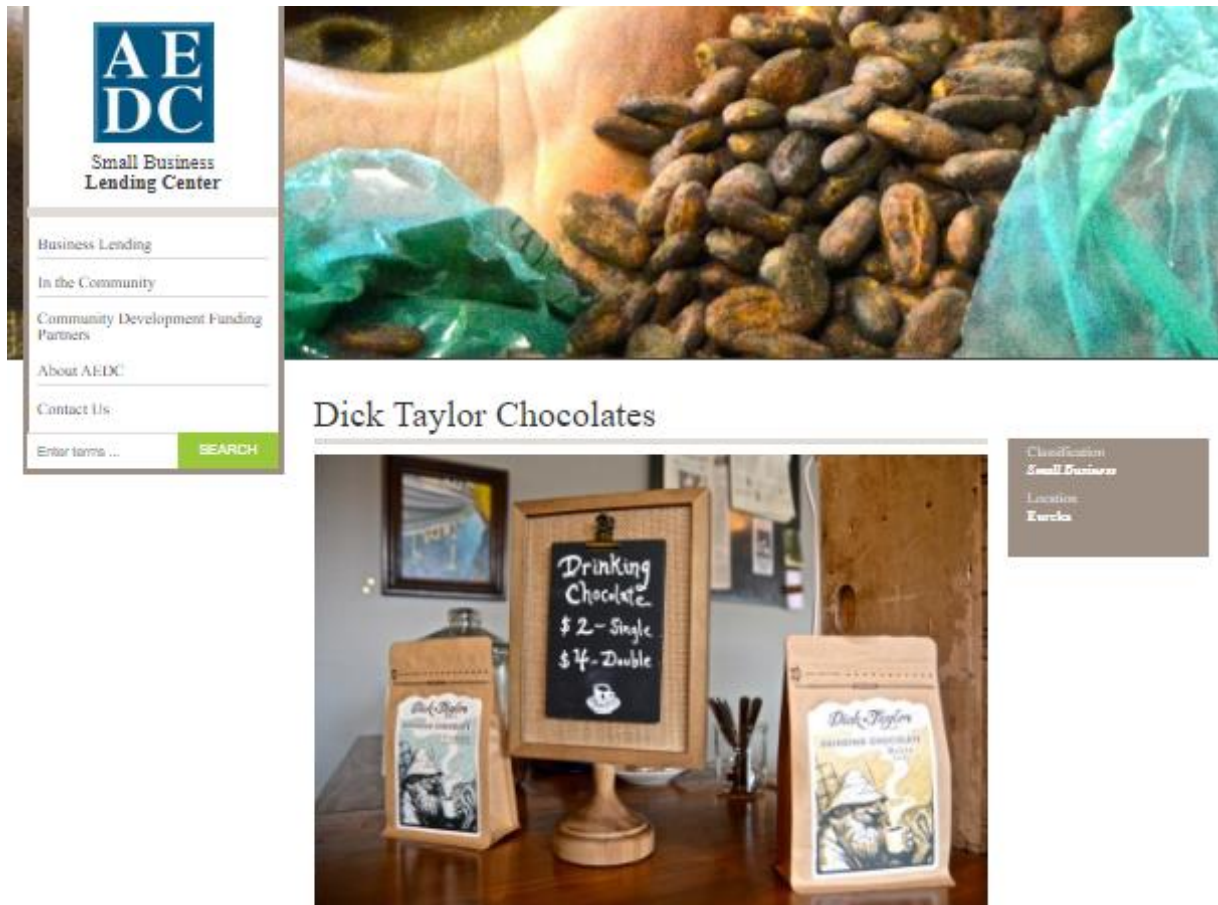 A E
DC
Small Business
Lending Center
Business Lending
In the Community
Community Development Funding
Partners
About AEDC
Contact Us
Enter terms ...
SEARCH
Dick Taylor Chocolates
Classification
Small Business
Location
Eureka
Drinking
Chocolate
$2 - Single
$4 - Double
Dick Taylor
DRINKING CHOCOLATE
Dick Taylor
DRINKING CHOCOLATE